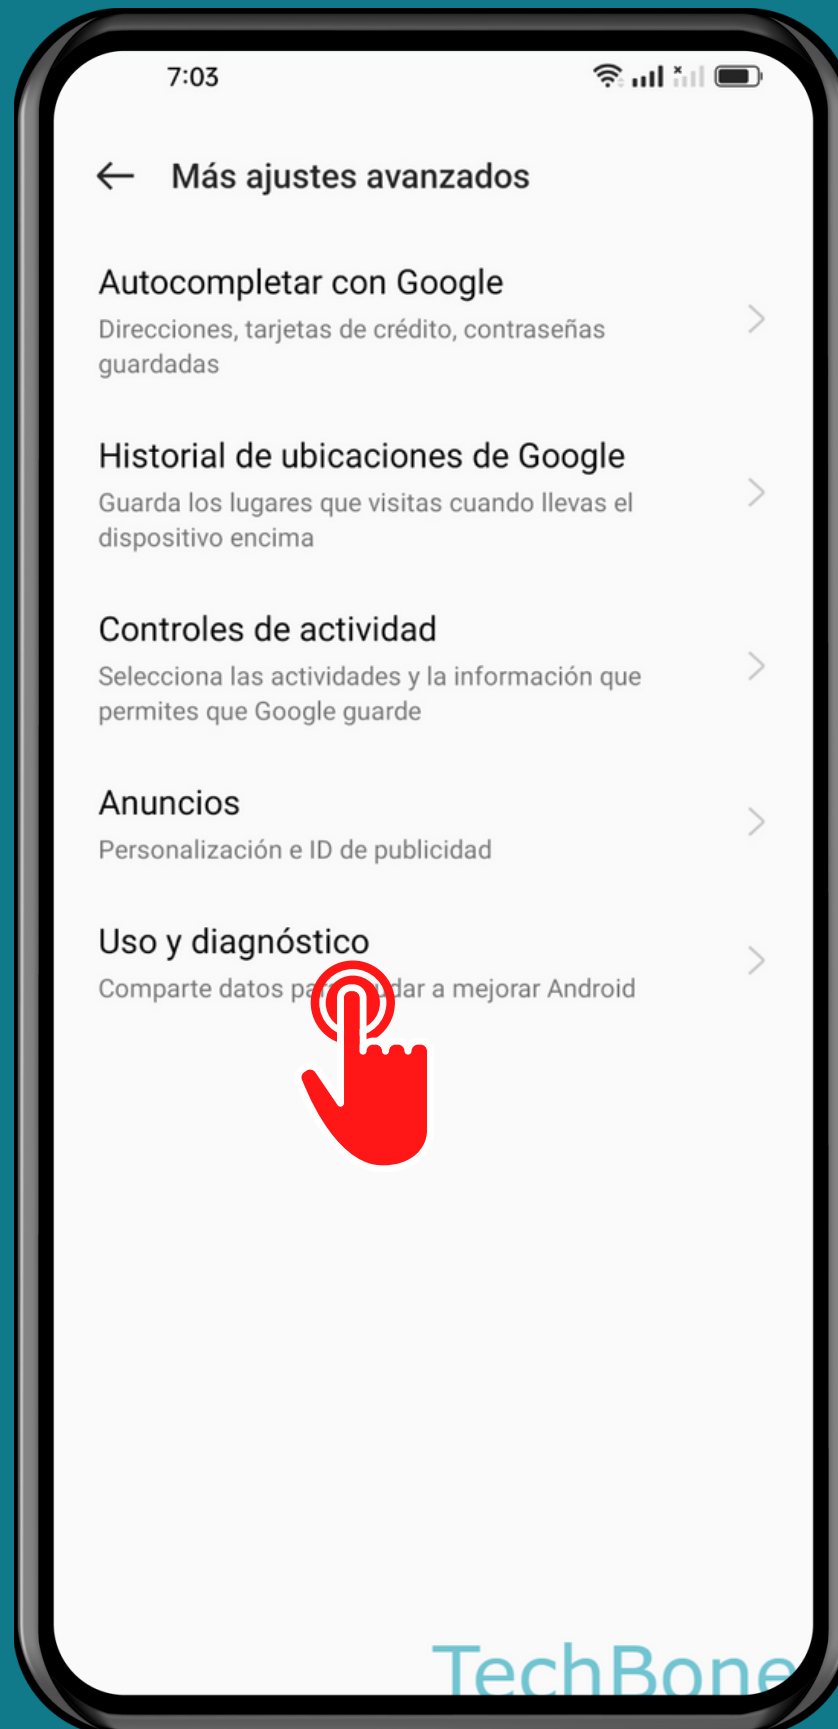 7:03
Más ajustes avanzados
Autocompletar con Google
Direcciones, tarjetas de crédito, contraseñas
guardadas
Historial de ubicaciones de Google
Guarda los lugares que visitas cuando llevas el
dispositivo encima
Controles de actividad
Selecciona las actividades y la información que
permites que Google guarde
Anuncios
Personalización e ID de publicidad
Uso y diagnóstico
Comparte datos para ayudar a mejorar Android
TechBone